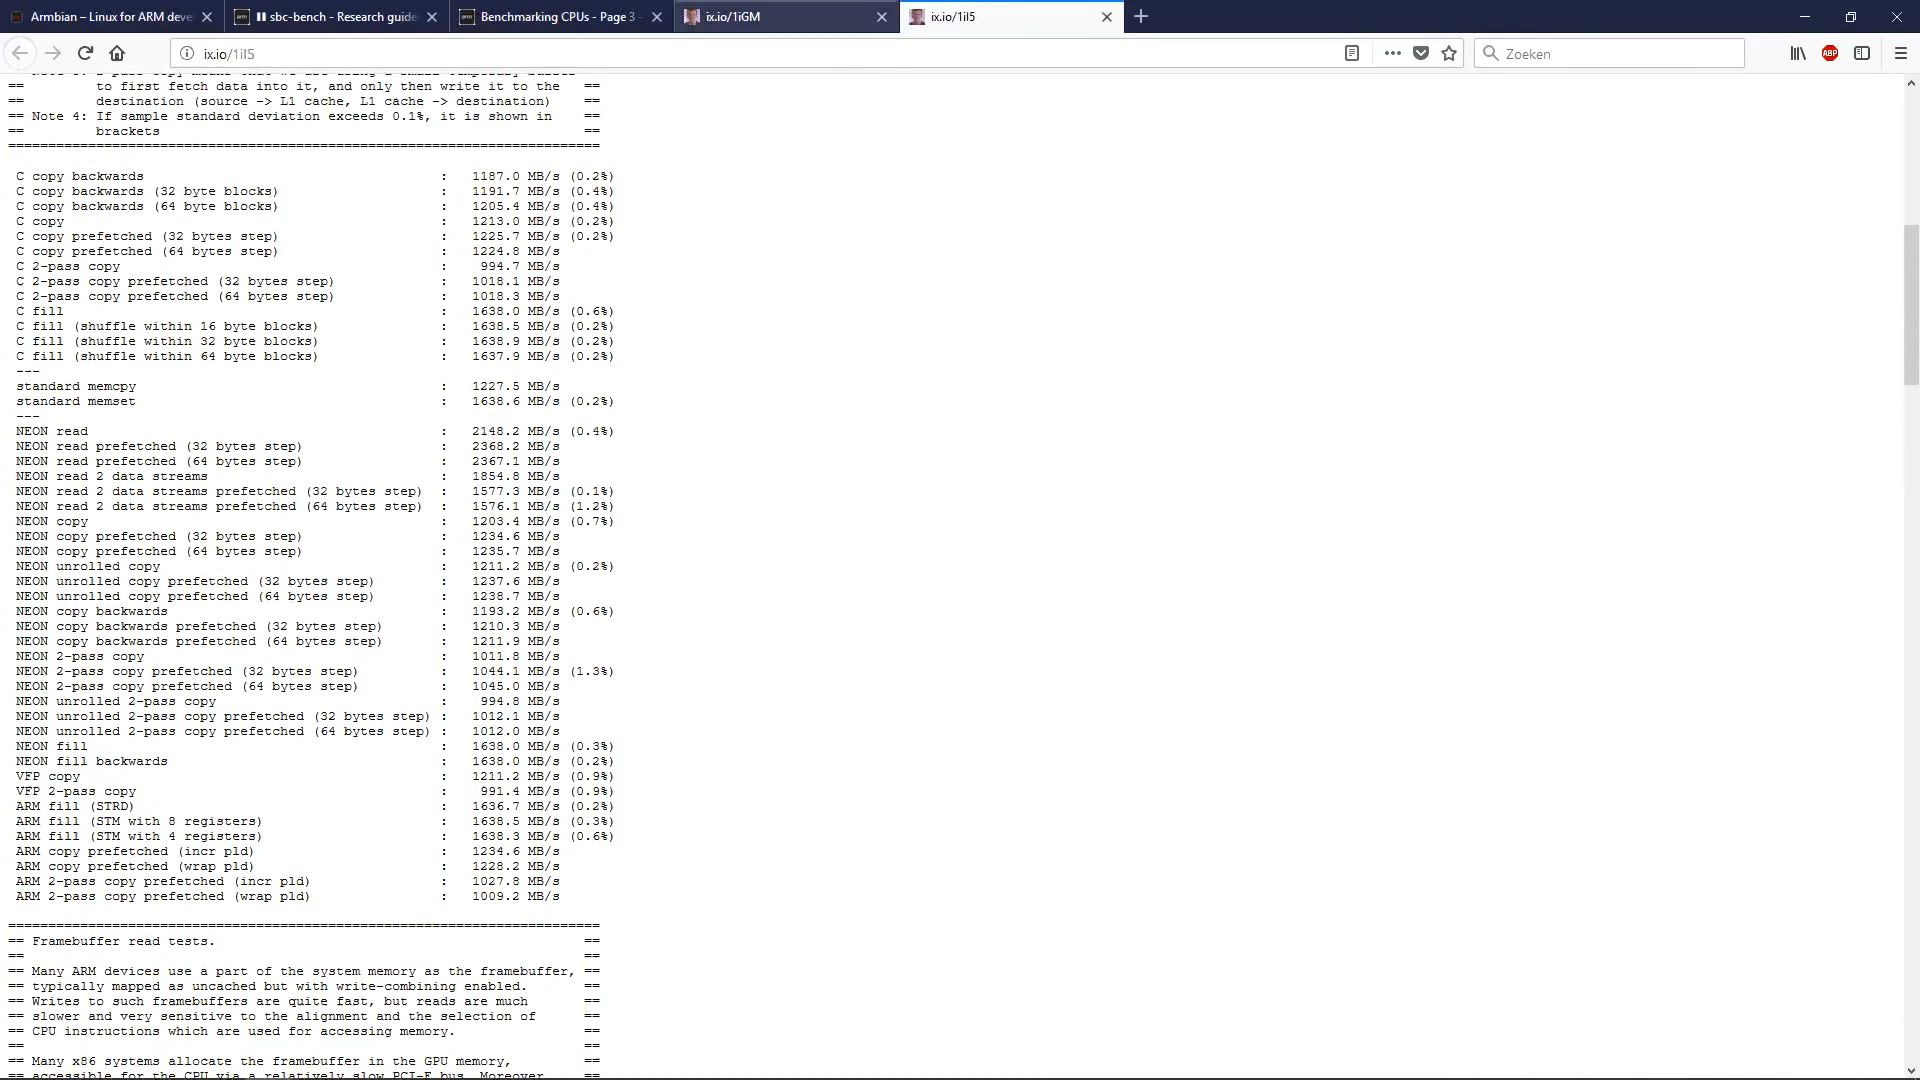 Armbian – Linux for ARM deve
sbc-bench - Research guide
Benchmarking CPUs - Page 3 -
ix.io/1iGM
ix.io/1iI5
ix.io/1iI5
Zoeken
ABP
== to first fetch data into it, and only then write it to the ==
== destination (source -> L1 cache, L1 cache -> destination) ==
== Note 4: If sample standard deviation exceeds 0.1%, it is shown in ==
== brackets ==
==========================================================================
C copy backwards : 1187.0 MB/s (0.2%)
C copy backwards (32 byte blocks) : 1191.7 MB/s (0.4%)
C copy backwards (64 byte blocks) : 1205.4 MB/s (0.4%)
C copy : 1213.0 MB/s (0.2%)
C copy prefetched (32 bytes step) : 1225.7 MB/s (0.2%)
C copy prefetched (64 bytes step) : 1224.8 MB/s
C 2-pass copy : 994.7 MB/s
C 2-pass copy prefetched (32 bytes step) : 1018.1 MB/s
C 2-pass copy prefetched (64 bytes step) : 1018.3 MB/s
C fill : 1638.0 MB/s (0.6%)
C fill (shuffle within 16 byte blocks) : 1638.5 MB/s (0.2%)
C fill (shuffle within 32 byte blocks) : 1638.9 MB/s (0.2%)
C fill (shuffle within 64 byte blocks) : 1637.9 MB/s (0.2%)
---
standard memcpy : 1227.5 MB/s
standard memset : 1638.6 MB/s (0.2%)
---
NEON read : 2148.2 MB/s (0.4%)
NEON read prefetched (32 bytes step) : 2368.2 MB/s
NEON read prefetched (64 bytes step) : 2367.1 MB/s
NEON read 2 data streams : 1854.8 MB/s
NEON read 2 data streams prefetched (32 bytes step) : 1577.3 MB/s (0.1%)
NEON read 2 data streams prefetched (64 bytes step) : 1576.1 MB/s (1.2%)
NEON copy : 1203.4 MB/s (0.7%)
NEON copy prefetched (32 bytes step) : 1234.6 MB/s
NEON copy prefetched (64 bytes step) : 1235.7 MB/s
NEON unrolled copy : 1211.2 MB/s (0.2%)
NEON unrolled copy prefetched (32 bytes step) : 1237.6 MB/s
NEON unrolled copy prefetched (64 bytes step) : 1238.7 MB/s
NEON copy backwards : 1193.2 MB/s (0.6%)
NEON copy backwards prefetched (32 bytes step) : 1210.3 MB/s
NEON copy backwards prefetched (64 bytes step) : 1211.9 MB/s
NEON 2-pass copy : 1011.8 MB/s
NEON 2-pass copy prefetched (32 bytes step) : 1044.1 MB/s (1.3%)
NEON 2-pass copy prefetched (64 bytes step) : 1045.0 MB/s
NEON unrolled 2-pass copy : 994.8 MB/s
NEON unrolled 2-pass copy prefetched (32 bytes step) : 1012.1 MB/s
NEON unrolled 2-pass copy prefetched (64 bytes step) : 1012.0 MB/s
NEON fill : 1638.0 MB/s (0.3%)
NEON fill backwards : 1638.0 MB/s (0.2%)
VFP copy : 1211.2 MB/s (0.9%)
VFP 2-pass copy : 991.4 MB/s (0.9%)
ARM fill (STRD) : 1636.7 MB/s (0.2%)
ARM fill (STM with 8 registers) : 1638.5 MB/s (0.3%)
ARM fill (STM with 4 registers) : 1638.3 MB/s (0.6%)
ARM copy prefetched (incr pld) : 1234.6 MB/s
ARM copy prefetched (wrap pld) : 1228.2 MB/s
ARM 2-pass copy prefetched (incr pld) : 1027.8 MB/s
ARM 2-pass copy prefetched (wrap pld) : 1009.2 MB/s
==========================================================================
== Framebuffer read tests. ==
== ==
== Many ARM devices use a part of the system memory as the framebuffer, ==
== typically mapped as uncached but with write-combining enabled. ==
== Writes to such framebuffers are quite fast, but reads are much ==
== slower and very sensitive to the alignment and the selection of ==
== CPU instructions which are used for accessing memory. ==
== ==
== Many x86 systems allocate the framebuffer in the GPU memory, ==
== accessible for the CPU via a relatively slow PCI-E bus. Moreover, ==